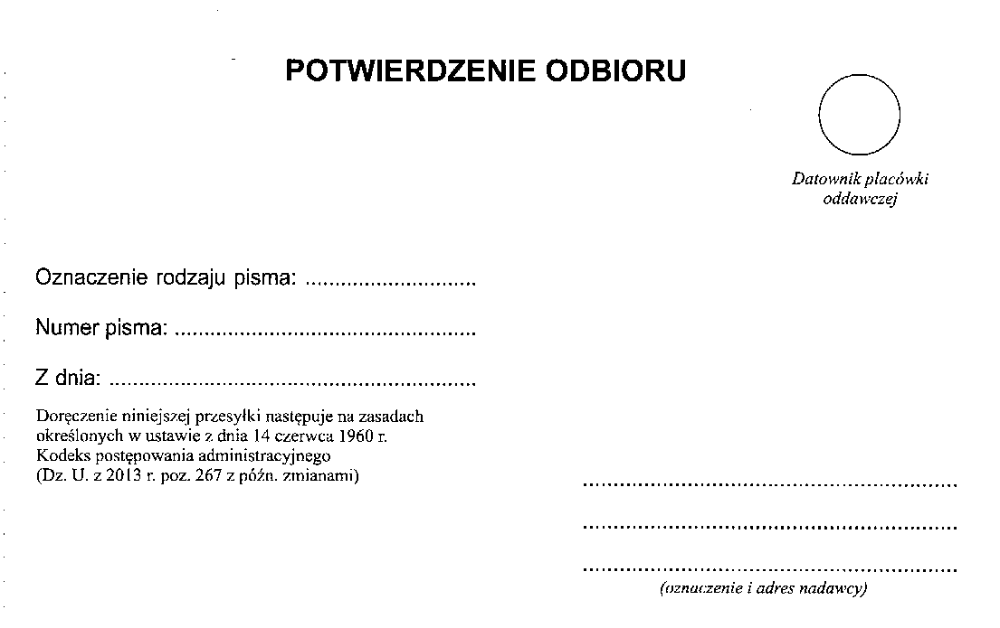 POTWIERDZENIE ODBIORU
Datownik placówki
oddawczej
Oznaczenie rodzaju pisma: .............................
Numer pisma: ...................................................
Z dnia: ..............................................................
Doręczenie niniejszej przesyłki następuje na zasadach
określonych w ustawie z dnia 14 czerwca 1960 r.
Kodeks postępowania administracyjnego
(Dz. U. z 2013 r. poz. 267 z późn. zmianami)
..............................................................
..............................................................
..............................................................
(oznaczenie i adres nadawcy)